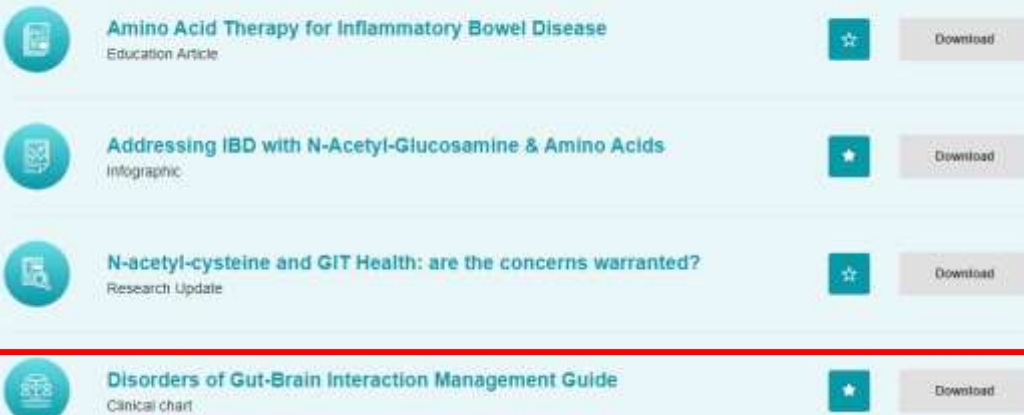 Amino Acid Therapy for Inflammatory Bowel Disease
Education Article
Download
Addressing IBD with N-Acetyl-Glucosamine & Amino Acids
Infographic
Download
N-acetyl-cysteine and GIT Health: are the concerns warranted?
Research Update
Download
Disorders of Gut-Brain Interaction Management Guide
Clinical chart
Download